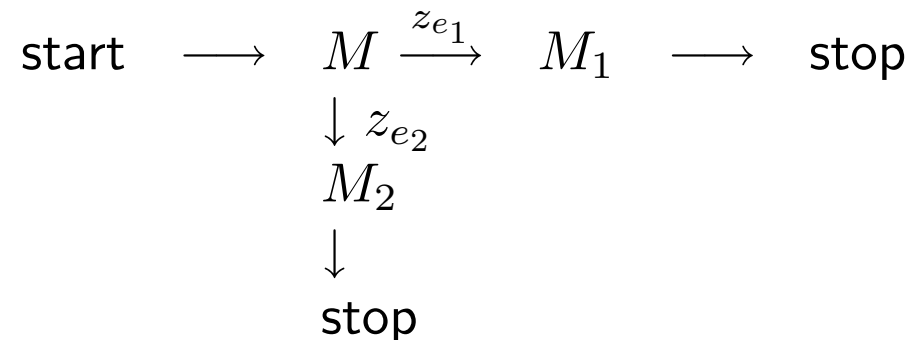 start ⟶ M ⟶ z_{e_1} M_1 ⟶ stop
↓ z_{e_2}
M_2
↓
stop